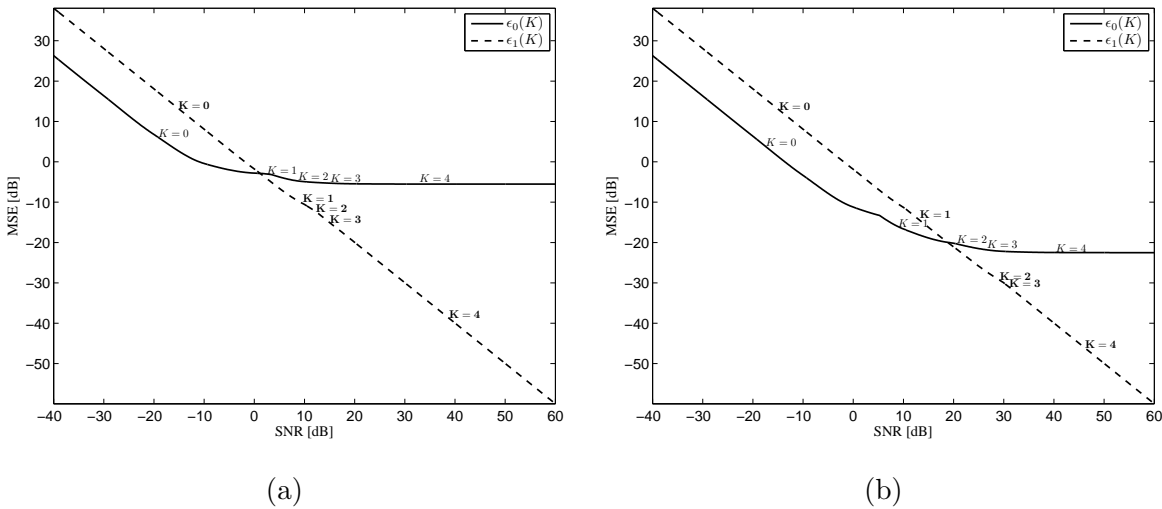 ϵ₀(K)
ϵ₁(K)
30
20
10
0
−10
−20
−30
−40
−50
MSE [dB]
K = 0
K = 0
K = 1
K = 2
K = 3
K = 4
K = 1
K = 2
K = 3
K = 4
−40
−30
−20
−10
0
10
20
30
40
50
60
SNR [dB]
(a)
ϵ₀(K)
ϵ₁(K)
30
20
10
0
−10
−20
−30
−40
−50
MSE [dB]
K = 0
K = 0
K = 1
K = 1
K = 2
K = 3
K = 4
K = 2
K = 3
K = 4
−40
−30
−20
−10
0
10
20
30
40
50
60
SNR [dB]
(b)